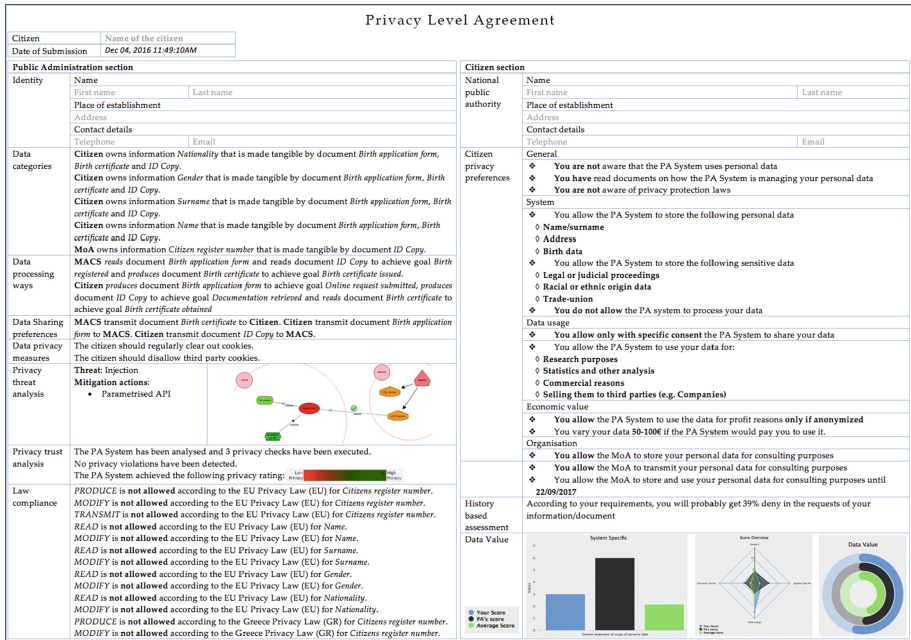 Privacy Level Agreement
Citizen
Name of the citizen
Date of Submission
Dec 04, 2016 11:49:10AM
Public Administration section
Identity
Name
First name
Last name
Place of establishment
Address
Contact details
Telephone
Email
Data
categories
Citizen owns information Nationality that is made tangible by document Birth application form,
Birth certificate and ID Copy.
Citizen owns information Gender that is made tangible by document Birth application form, Birth
certificate and ID Copy.
Citizen owns information Surname that is made tangible by document Birth application form, Birth
certificate and ID Copy.
Citizen owns information Name that is made tangible by document Birth application form, Birth
certificate and ID Copy.
MoA owns information Citizen register number that is made tangible by document ID Copy.
Data
processing
ways
MACS reads document Birth application form and reads document ID Copy to achieve goal Birth
registered and produces document Birth certificate to achieve goal Birth certificate issued.
Citizen produces document Birth application form to achieve goal Online request submitted, produces
document ID Copy to achieve goal Documentation retrieved and reads document Birth certificate to
achieve goal Birth certificate obtained
Data Sharing
preferences
MACS transmit document Birth certificate to Citizen. Citizen transmit document Birth application
form to MACS. Citizen transmit document ID Copy to MACS.
Data privacy
measures
The citizen should regularly clear out cookies.
The citizen should disallow third party cookies.
Privacy
threat
analysis
Threat: Injection
Mitigation actions:
• Parametrised API
Privacy trust
analysis
The PA System has been analysed and 3 privacy checks have been executed.
No privacy violations have been detected.
The PA System achieved the following privacy rating:
Low
Privacy
High
Privacy
Law
compliance
PRODUCE is not allowed according to the EU Privacy Law (EU) for Citizens register number.
MODIFY is not allowed according to the EU Privacy Law (EU) for Citizens register number.
TRANSMIT is not allowed according to the EU Privacy Law (EU) for Citizens register number.
READ is not allowed according to the EU Privacy Law (EU) for Name.
MODIFY is not allowed according to the EU Privacy Law (EU) for Name.
READ is not allowed according to the EU Privacy Law (EU) for Surname.
MODIFY is not allowed according to the EU Privacy Law (EU) for Surname.
READ is not allowed according to the EU Privacy Law (EU) for Gender.
MODIFY is not allowed according to the EU Privacy Law (EU) for Gender.
READ is not allowed according to the EU Privacy Law (EU) for Nationality.
MODIFY is not allowed according to the EU Privacy Law (EU) for Nationality.
PRODUCE is not allowed according to the Greece Privacy Law (GR) for Citizens register number.
MODIFY is not allowed according to the Greece Privacy Law (GR) for Citizens register number.
Citizen section
National
public
authority
Name
First name
Last name
Place of establishment
Address
Contact details
Telephone
Email
Citizen
privacy
preferences
General
❖ You are not aware that the PA System uses personal data
❖ You have read documents on how the PA System is managing your personal data
❖ You are not aware of privacy protection laws
System
❖ You allow the PA System to store the following personal data
◊ Name/surname
◊ Address
◊ Birth data
❖ You allow the PA System to store the following sensitive data
◊ Legal or judicial proceedings
◊ Racial or ethnic origin data
◊ Trade-union
❖ You do not allow the PA System to process your data
Data usage
❖ You allow only with specific consent the PA System to share your data
❖ You allow the PA System to use your data for:
◊ Research purposes
◊ Statistics and other analysis
◊ Commercial reasons
◊ Selling them to third parties (e.g. Companies)
Economic value
❖ You allow the PA System to use the data for profit reasons only if anonymized
❖ You vary your data 50-100€ if the PA System would pay you to use it.
Organisation
❖ You allow the MoA to store your personal data for consulting purposes
❖ You allow the MoA to transmit your personal data for consulting purposes
❖ You allow the MoA to store and use your personal data for consulting purposes until
22/09/2017
History
based
assessment
According to your requirements, you will probably get 39% deny in the requests of your
information/document
Data Value
Your Score
PA's score
Average Score
System Specific
General awareness of usage of personal data
Score Overview
Your Score
PA's score
Average Score
Data Value